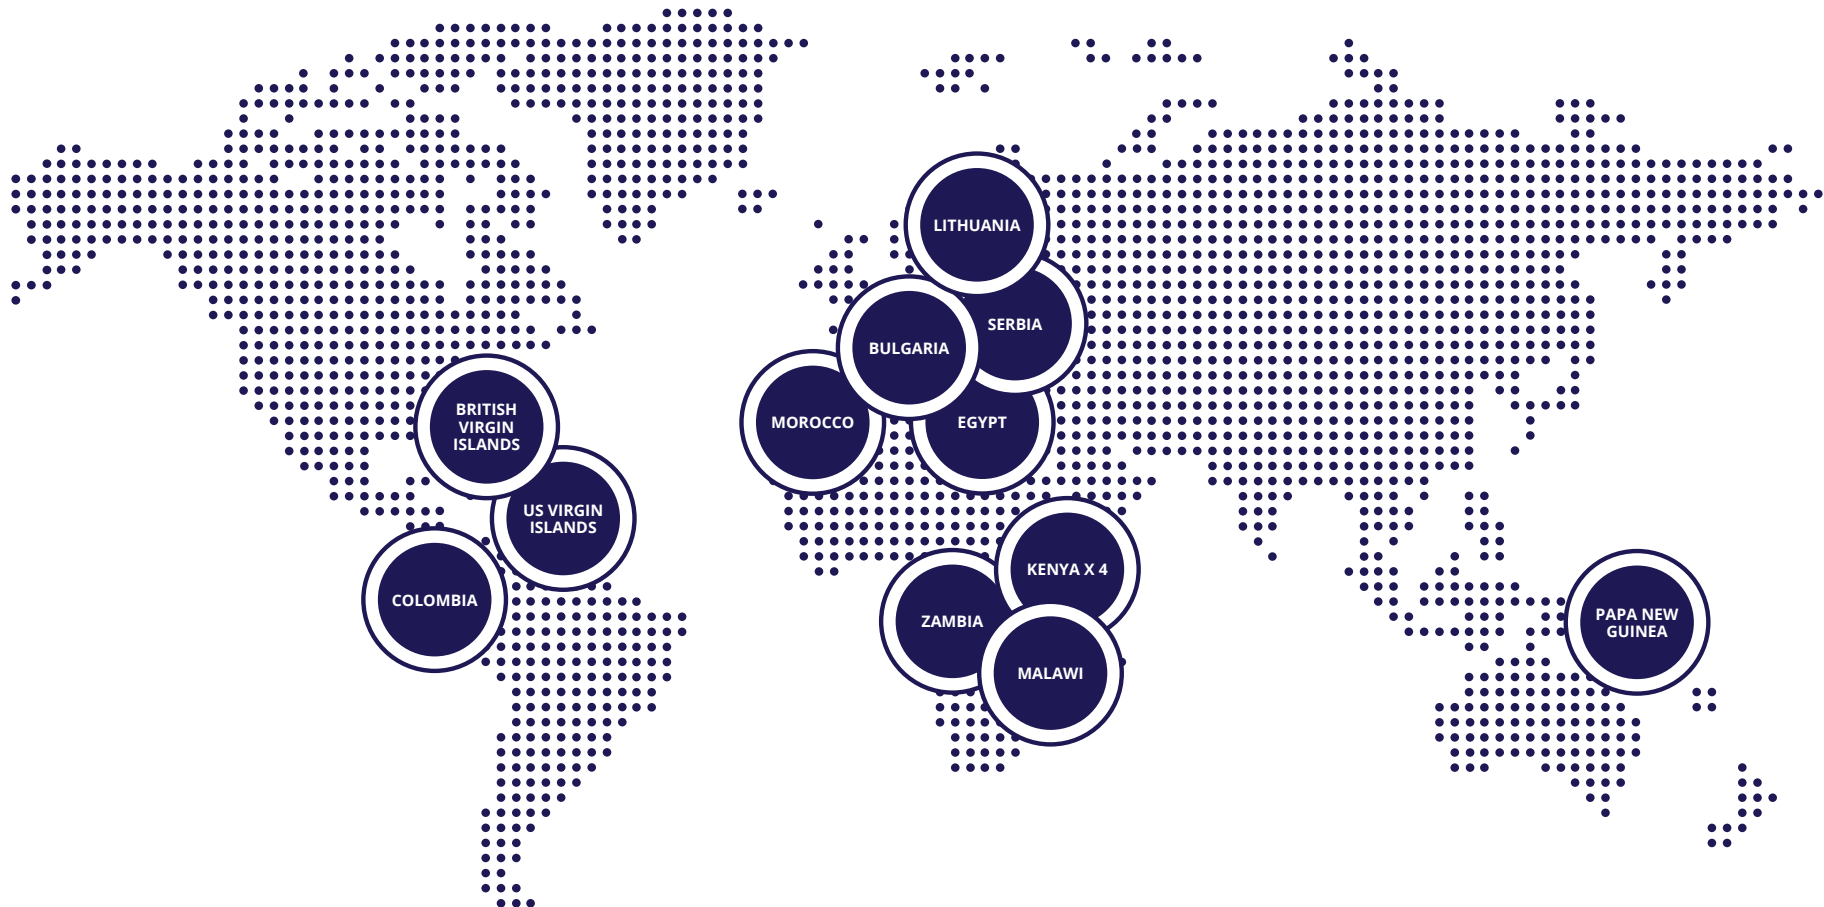 LITHUANIA
SERBIA
BULGARIA
MOROCCO
EGYPT
BRITISH
VIRGIN
ISLANDS
US VIRGIN
ISLANDS
COLOMBIA
KENYA X 4
ZAMBIA
MALAWI
PAPA NEW
GUINEA